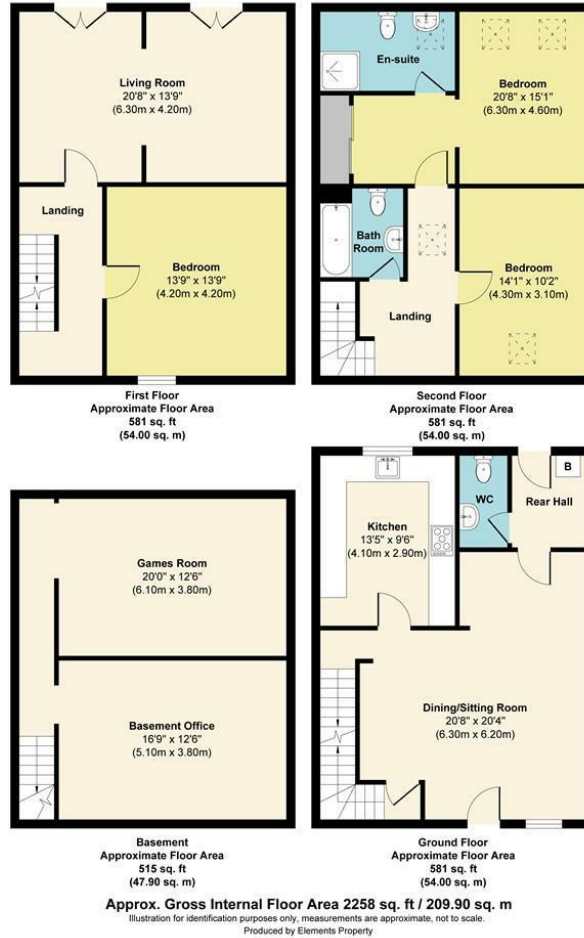 Living Room
20'8" x 13'9"
(6.30m x 4.20m)
Landing
Bedroom
13'9" x 13'9"
(4.20m x 4.20m)
First Floor
Approximate Floor Area
581 sq. ft
(54.00 sq. m)
En-suite
Bedroom
20'8" x 15'1"
(6.30m x 4.60m)
Bath
Room
Bedroom
14'1" x 10'2"
(4.30m x 3.10m)
Landing
Second Floor
Approximate Floor Area
581 sq. ft
(54.00 sq. m)
Games Room
20'0" x 12'6"
(6.10m x 3.80m)
Basement Office
16'9" x 12'6"
(5.10m x 3.80m)
Basement
Approximate Floor Area
515 sq. ft
(47.90 sq. m)
B
WC
Rear Hall
Kitchen
13'5" x 9'6"
(4.10m x 2.90m)
Dining/Sitting Room
20'8" x 20'4"
(6.30m x 6.20m)
Ground Floor
Approximate Floor Area
581 sq. ft
(54.00 sq. m)
Approx. Gross Internal Floor Area 2258 sq. ft / 209.90 sq. m
Illustration for identification purposes only, measurements are approximate, not to scale.
Produced by Elements Property